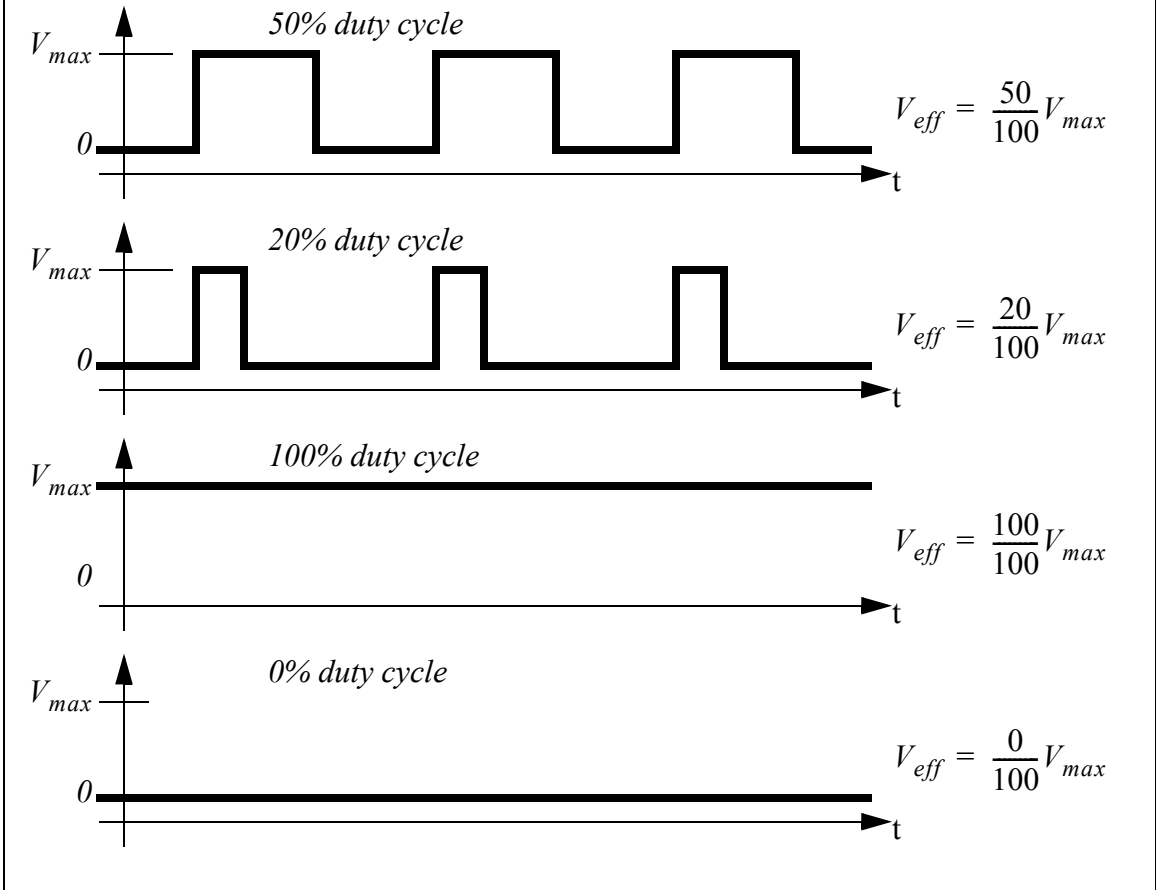 50% duty cycle
V_max
V_eff = 50/100 V_max
0
t
20% duty cycle
V_max
V_eff = 20/100 V_max
0
t
100% duty cycle
V_max
V_eff = 100/100 V_max
0
t
0% duty cycle
V_max
V_eff = 0/100 V_max
0
t